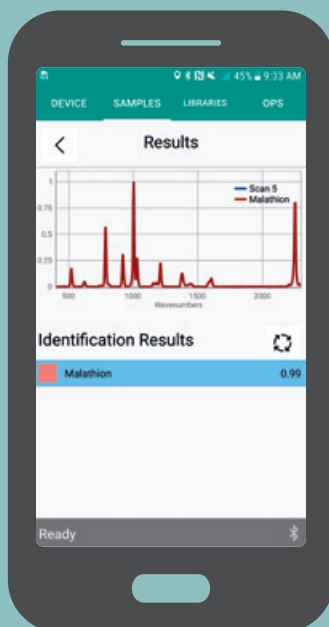 45% 9:33 AM
DEVICE SAMPLES LIBRARIES OPS
Results
1
Scan 5
Malathion
0.75
0.5
0.25
0
500 1000 1500 2000
Wavenumbers
Identification Results
Malathion 0.99
Ready